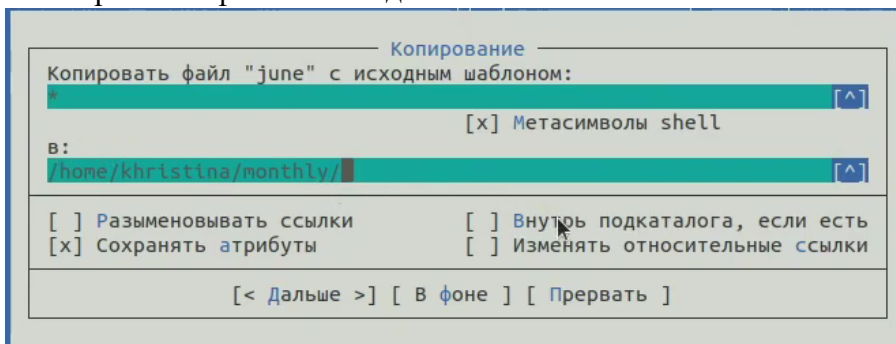 Копирование
Копировать файл "june" с исходным шаблоном:
* [^]
[x] Метасимволы shell
в:
/home/khristina/monthly/ [^]
[ ] Разыменовывать ссылки [ ] Внутрь подкаталога, если есть
[x] Сохранять атрибуты [ ] Изменять относительные ссылки
[< Дальше >] [ В фоне ] [ Прервать ]